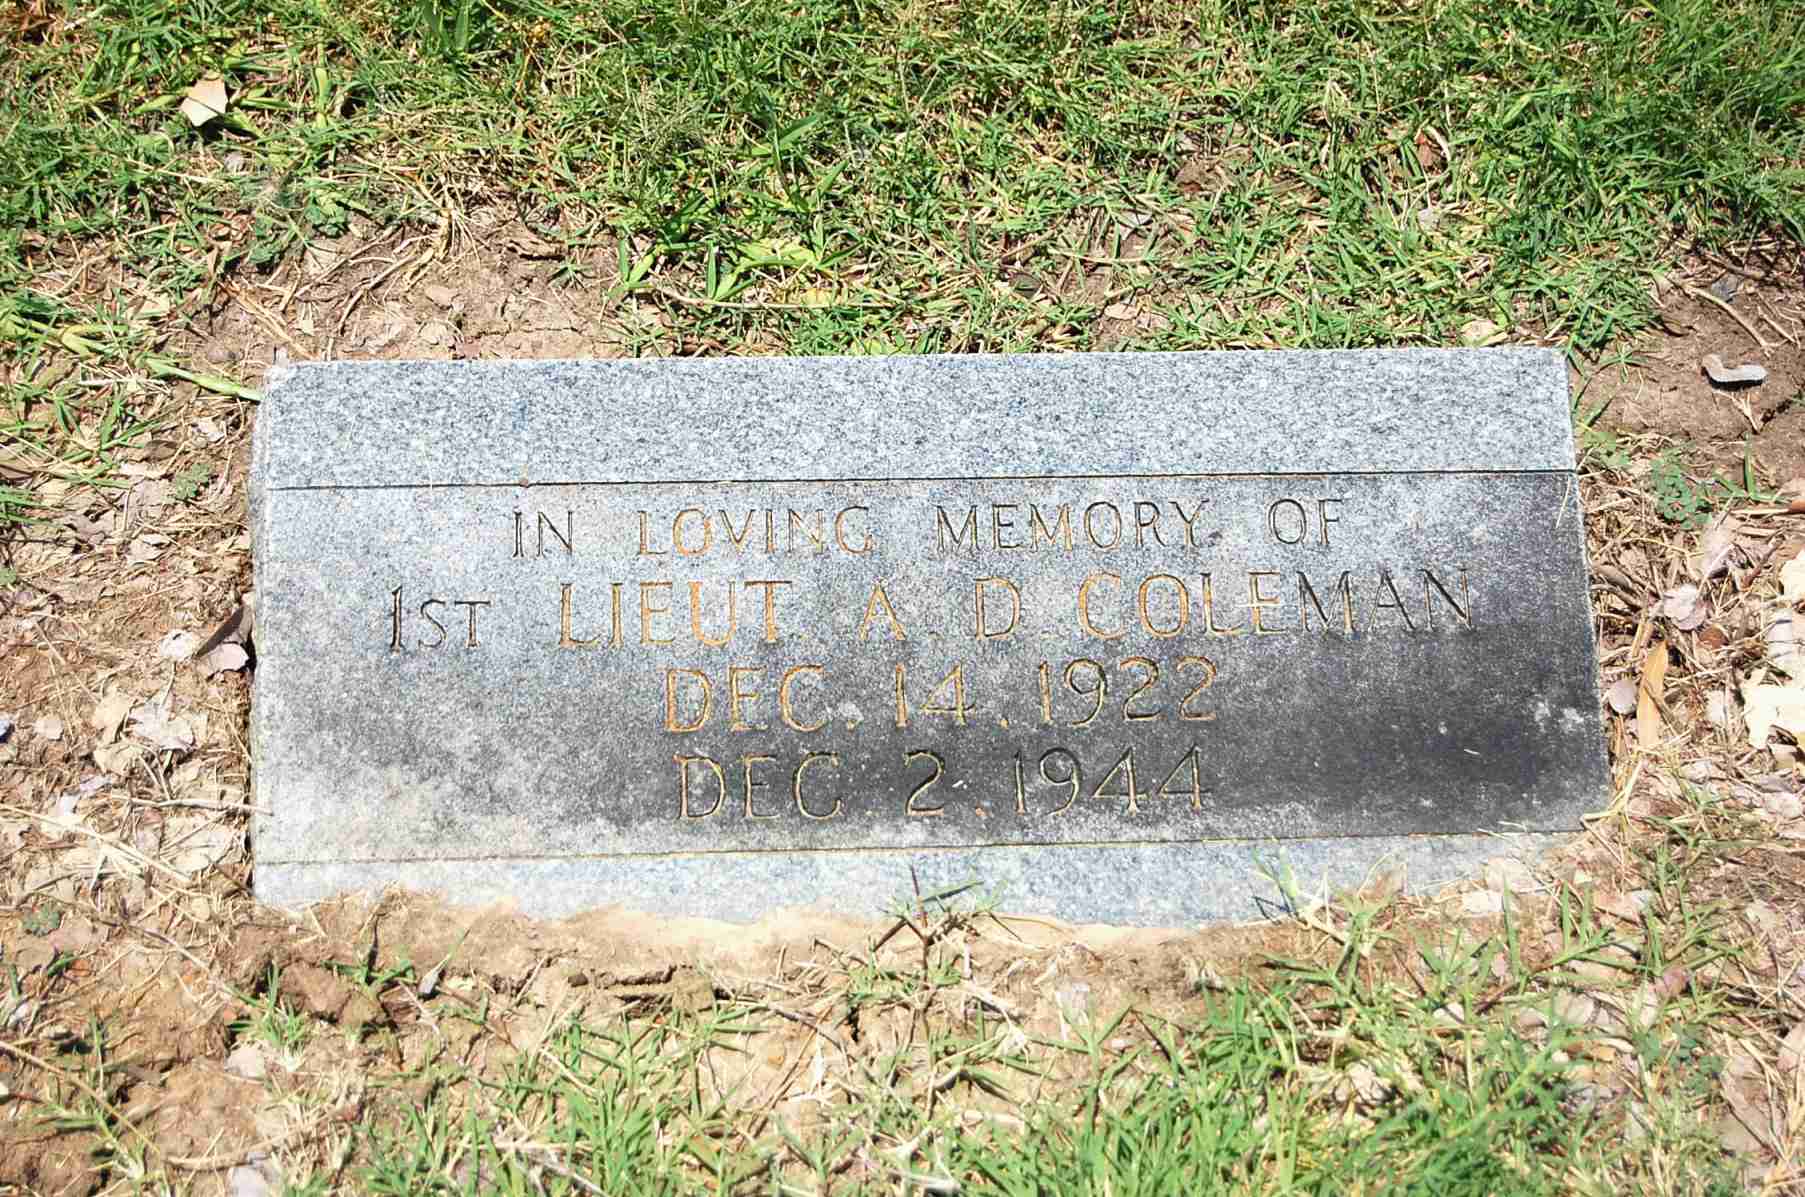 IN LOVING MEMORY OF
1ST LIEUT. A. D. COLEMAN
DEC. 14. 1922
DEC. 2. 1944